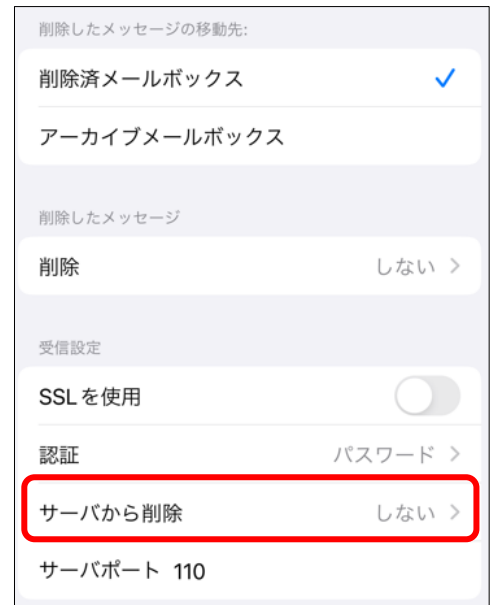 削除したメッセージの移動先:
削除済メールボックス
アーカイブメールボックス
削除したメッセージ
削除 しない
受信設定
SSLを使用
認証 パスワード
サーバから削除 しない
サーバポート 110